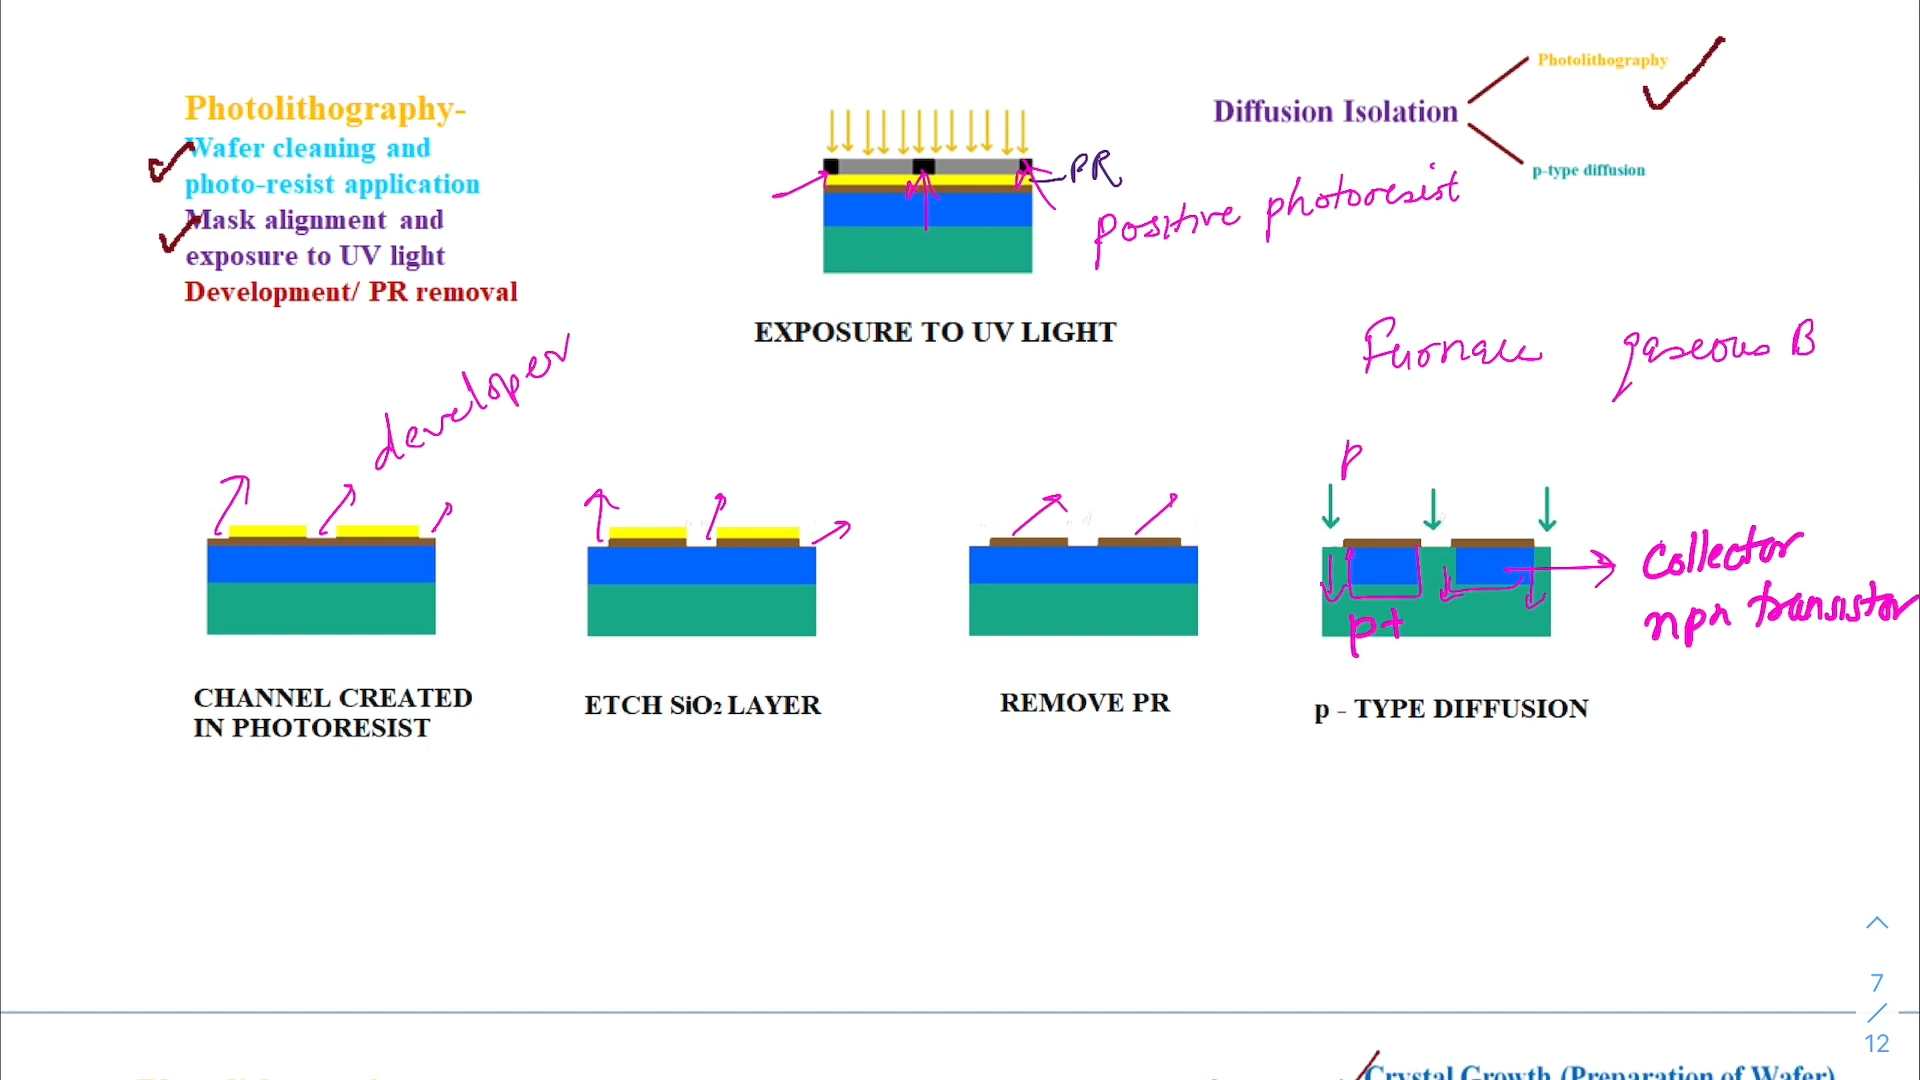 Photolithography-
Wafer cleaning and
photo-resist application
Mask alignment and
exposure to UV light
Development/ PR removal
Photolithography
Diffusion Isolation
p-type diffusion
PR
Positive photoresist
EXPOSURE TO UV LIGHT
Furnace gaseous B
developer
p
Collector
npn transistor
p+
CHANNEL CREATED
IN PHOTORESIST
ETCH SiO₂ LAYER
REMOVE PR
p - TYPE DIFFUSION
7
/
12
Crystal Growth (Preparation of Wafer)